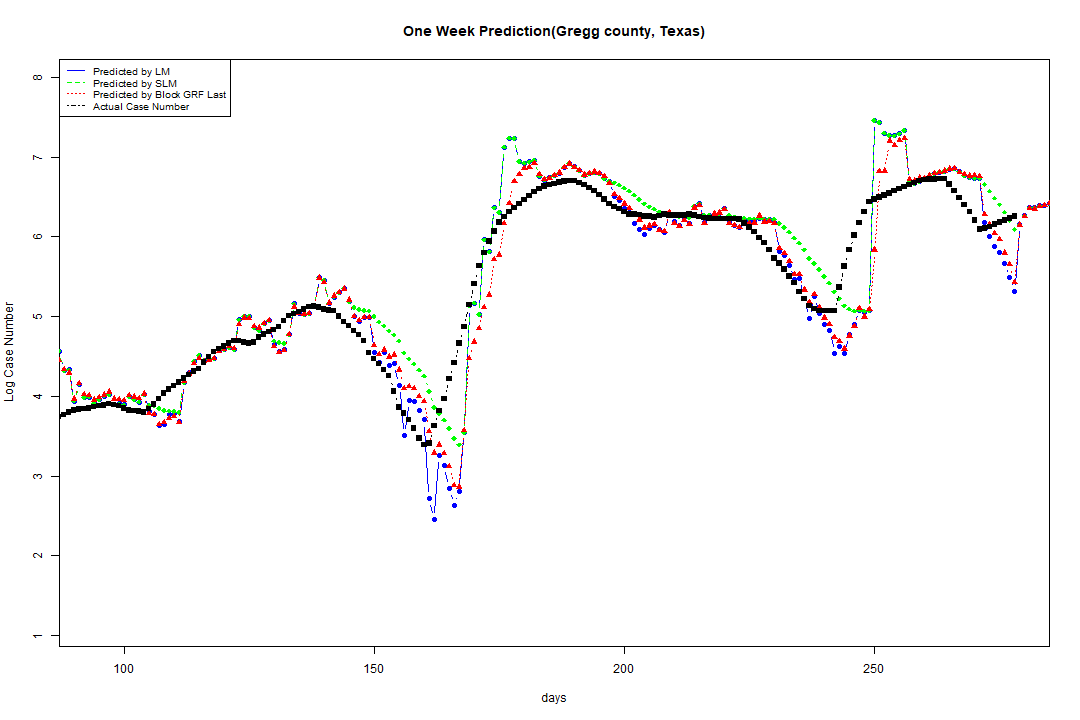 One Week Prediction(Gregg county, Texas)
Predicted by LM
Predicted by SLM
Predicted by Block GRF Last
Actual Case Number
8
7
6
5
4
3
2
1
Log Case Number
100 150 200 250
days